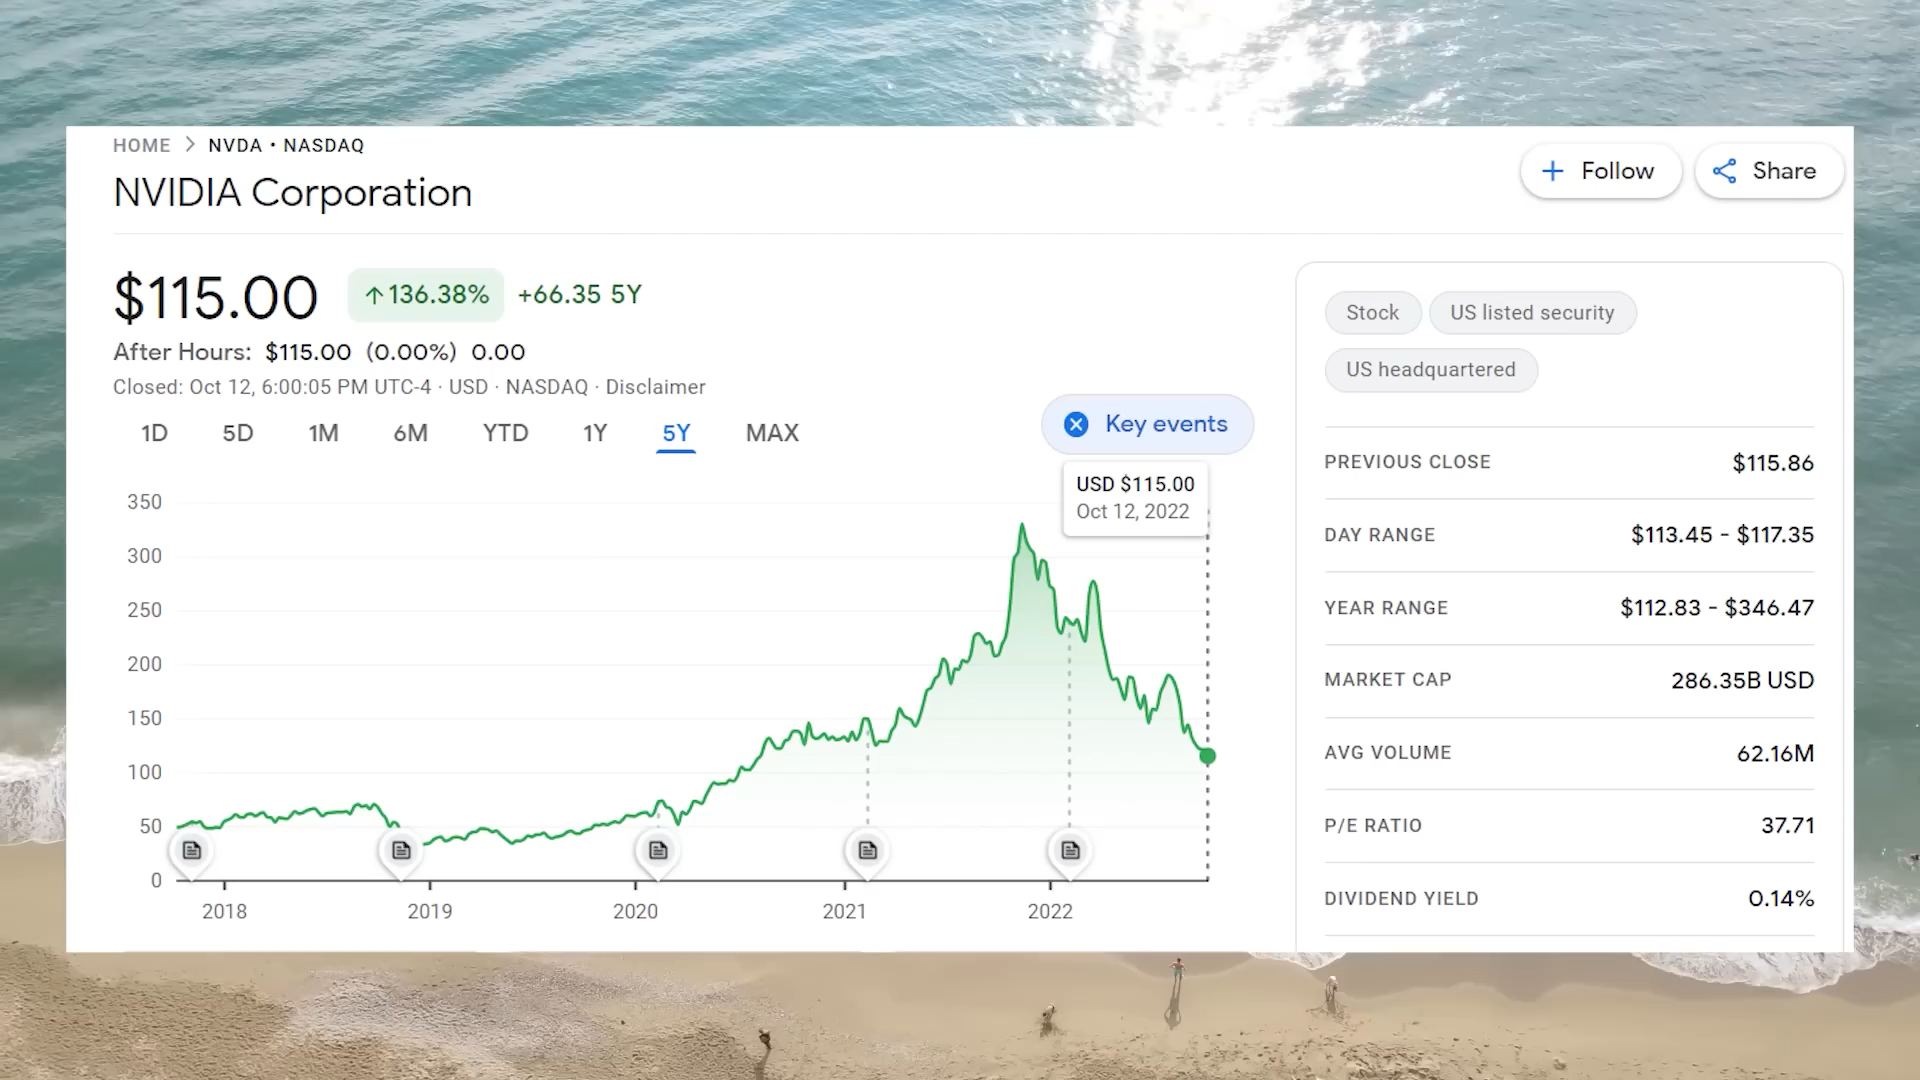 HOME > NVDA • NASDAQ
NVIDIA Corporation
Follow
Share
$115.00 ↑136.38% +66.35 5Y
After Hours: $115.00 (0.00%) 0.00
Closed: Oct 12, 6:00:05 PM UTC-4 · USD · NASDAQ · Disclaimer
1D 5D 1M 6M YTD 1Y 5Y MAX
Key events
USD $115.00
Oct 12, 2022
350
300
250
200
150
100
50
0
2018 2019 2020 2021 2022
Stock
US listed security
US headquartered
PREVIOUS CLOSE $115.86
DAY RANGE $113.45 - $117.35
YEAR RANGE $112.83 - $346.47
MARKET CAP 286.35B USD
AVG VOLUME 62.16M
P/E RATIO 37.71
DIVIDEND YIELD 0.14%